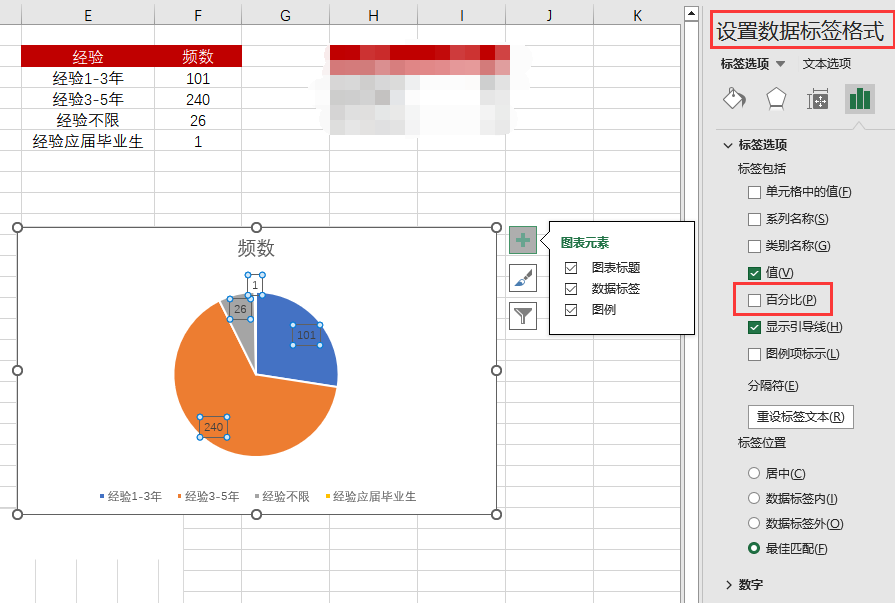 E F G H I J K
经验 频数
经验1-3年 101
经验3-5年 240
经验不限 26
经验应届毕业生 1
频数
1
26
101
240
经验1-3年 经验3-5年 经验不限 经验应届毕业生
图表元素
图表标题
数据标签
图例
设置数据标签格式
标签选项 文本选项
标签选项
标签包括
单元格中的值(F)
系列名称(S)
类别名称(G)
值(V)
百分比(P)
显示引导线(H)
图例项标示(L)
分隔符(E)
重设标签文本(R)
标签位置
居中(C)
数据标签内(I)
数据标签外(O)
最佳匹配(F)
数字